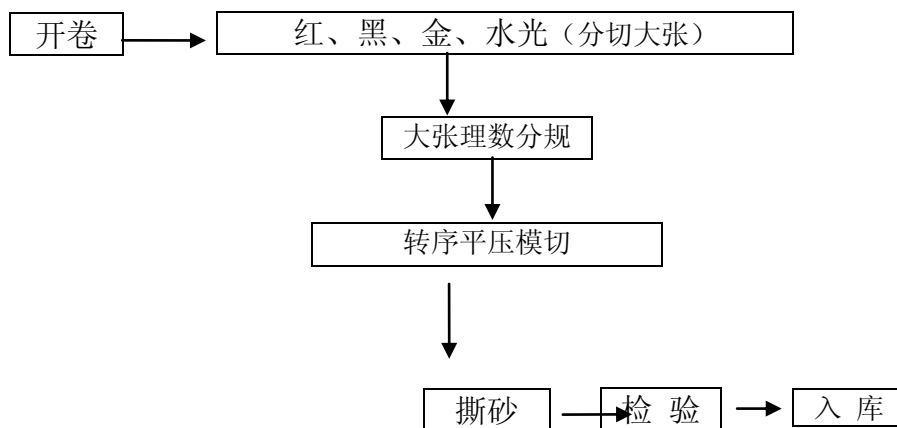 开卷
红、黑、金、水光（分切大张）
大张理数分规
转序平压模切
撕砂
检 验
入 库